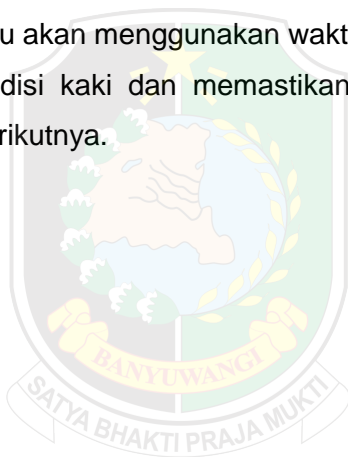 u akan menggunakan wakt
disi kaki dan memastikan
rikutnya.
BANYUWANGI
SATYA BHAKTI PRAJA MUKTI